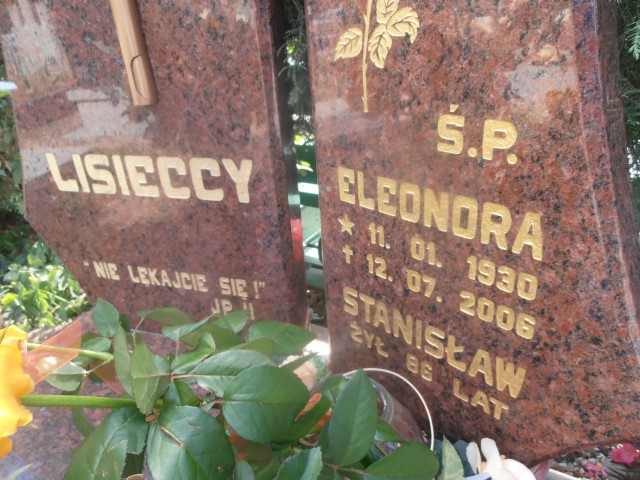 LISIECCY
"NIE LĘKAJCIE SIĘ!"
JP II
Ś.P.
ELEONORA
★ 11. 01. 1930
✝ 12. 07. 2006
STANISŁAW
ŻYŁ 86 LAT